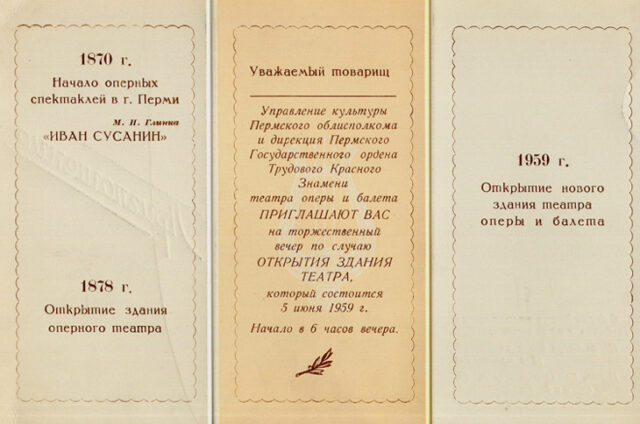 1870 г.
Начало оперных
спектаклей в г. Перми
М. И. Глинка
«ИВАН СУСАНИН»
1878 г.
Открытие здания
оперного театра
Уважаемый товарищ
Управление культуры
Пермского облисполкома
и дирекция Пермского
Государственного ордена
Трудового Красного
Знамени
театра оперы и балета
ПРИГЛАШАЮТ ВАС
на торжественный
вечер по случаю
ОТКРЫТИЯ ЗДАНИЯ
ТЕАТРА,
который состоится
5 июня 1959 г.
Начало в 6 часов вечера.
1959 г.
Открытие нового
здания театра
оперы и балета